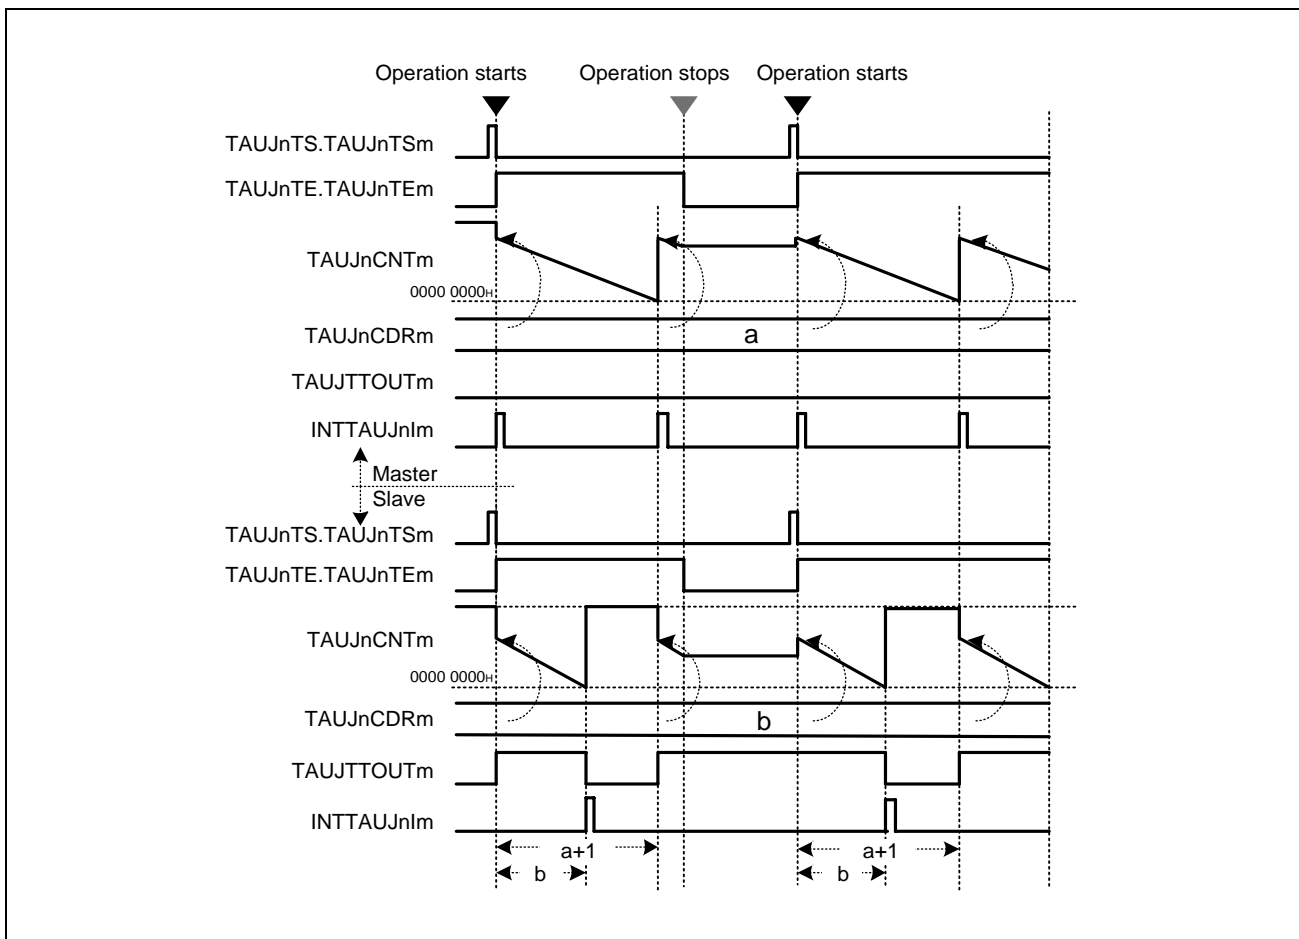 Operation starts Operation stops Operation starts
TAUJnTS.TAUJnTSm
TAUJnTE.TAUJnTEm
TAUJnCNTm
0000 0000H
TAUJnCDRm a
TAUJTTOUTm
INTTAUJnIm
Master
Slave
TAUJnTS.TAUJnTSm
TAUJnTE.TAUJnTEm
TAUJnCNTm
0000 0000H
TAUJnCDRm b
TAUJTTOUTm
INTTAUJnIm
a+1 a+1
b b